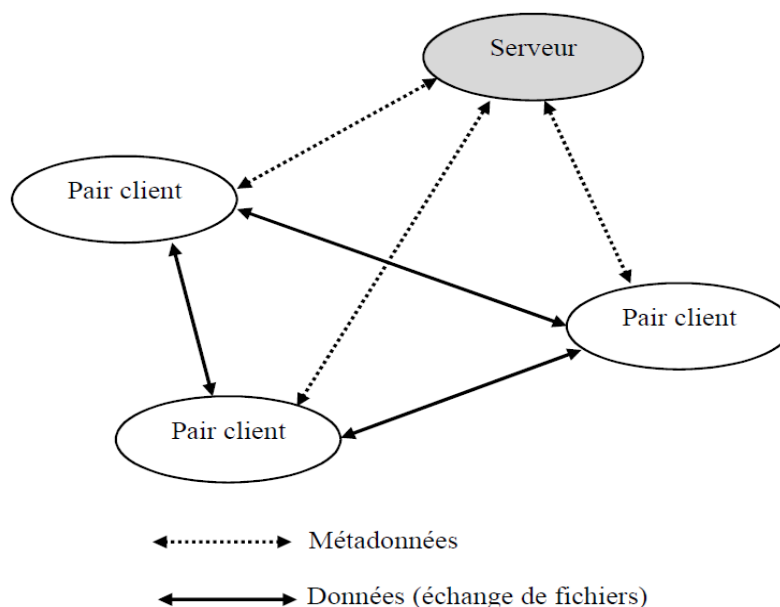 Serveur
Pair client
Pair client
Pair client
Métadonnées
Données (échange de fichiers)